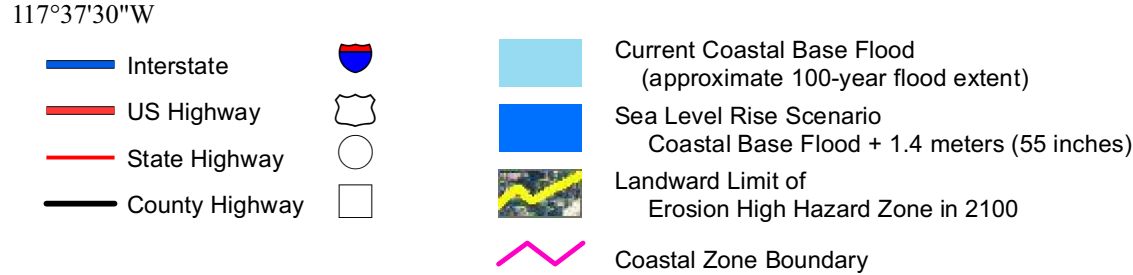 117°37'30"W
Interstate
US Highway
State Highway
County Highway
Current Coastal Base Flood
(approximate 100-year flood extent)
Sea Level Rise Scenario
Coastal Base Flood + 1.4 meters (55 inches)
Landward Limit of
Erosion High Hazard Zone in 2100
Coastal Zone Boundary